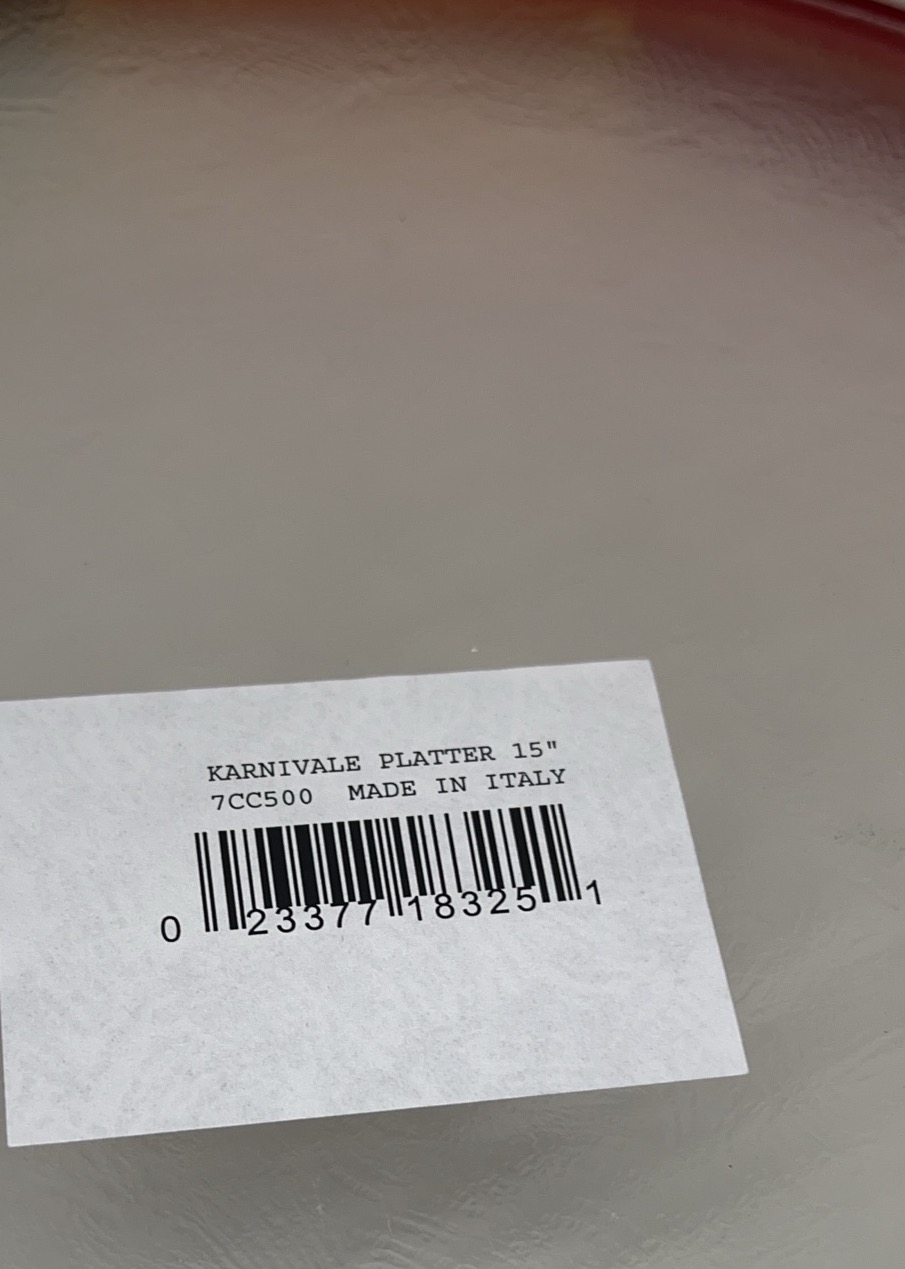 KARNIVALE PLATTER 15"
7CC500 MADE IN ITALY
0 23377 18325 1